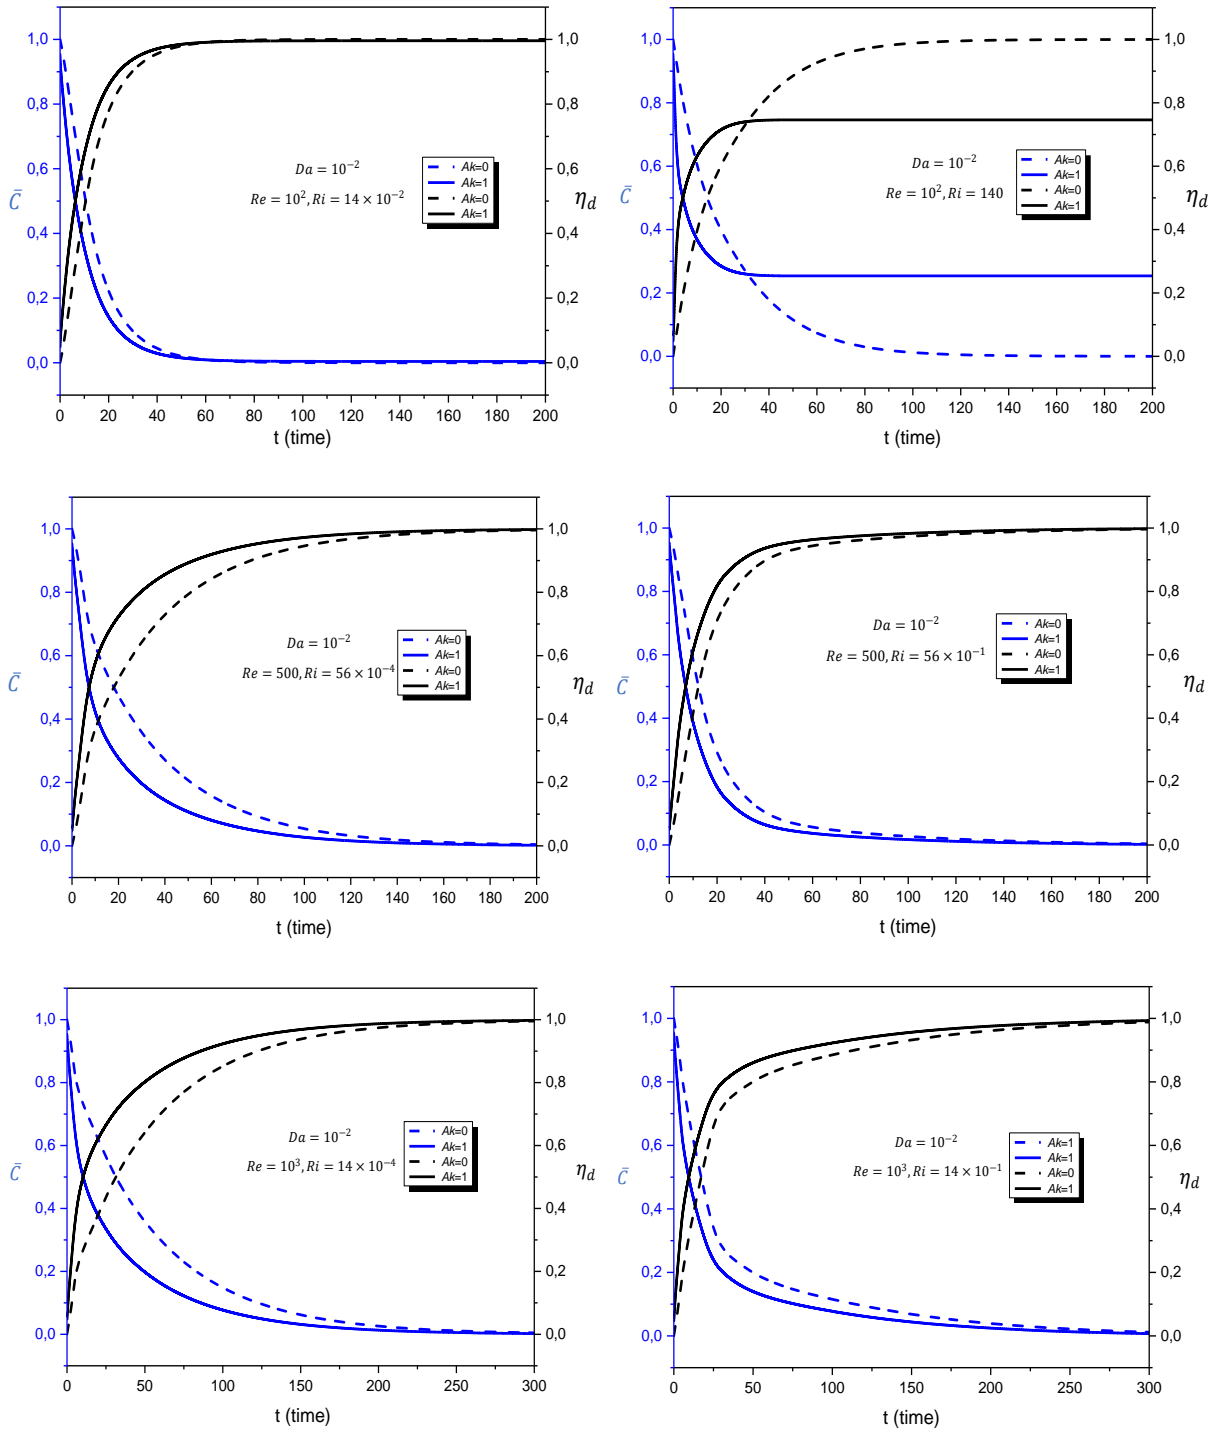 1,0
0,8
0,6
0,4
0,2
0,0
C̄
1,0
0,8
0,6
0,4
0,2
0,0
η_d
Da = 10⁻²
Re = 10², Ri = 14 × 10⁻²
Ak=0
Ak=1
Ak=0
Ak=1
0 20 40 60 80 100 120 140 160 180 200
t (time)
1,0
0,8
0,6
0,4
0,2
0,0
C̄
1,0
0,8
0,6
0,4
0,2
0,0
η_d
Da = 10⁻²
Re = 10², Ri = 140
Ak=0
Ak=1
Ak=0
Ak=1
0 20 40 60 80 100 120 140 160 180 200
t (time)
1,0
0,8
0,6
0,4
0,2
0,0
C̄
1,0
0,8
0,6
0,4
0,2
0,0
η_d
Da = 10⁻²
Re = 500, Ri = 56 × 10⁻⁴
Ak=0
Ak=1
Ak=0
Ak=1
0 20 40 60 80 100 120 140 160 180 200
t (time)
1,0
0,8
0,6
0,4
0,2
0,0
C̄
1,0
0,8
0,6
0,4
0,2
0,0
η_d
Da = 10⁻²
Re = 500, Ri = 56 × 10⁻¹
Ak=0
Ak=1
Ak=0
Ak=1
0 20 40 60 80 100 120 140 160 180 200
t (time)
1,0
0,8
0,6
0,4
0,2
0,0
C̄
1,0
0,8
0,6
0,4
0,2
0,0
η_d
Da = 10⁻²
Re = 10³, Ri = 14 × 10⁻⁴
Ak=0
Ak=1
Ak=0
Ak=1
0 50 100 150 200 250 300
t (time)
1,0
0,8
0,6
0,4
0,2
0,0
C̄
1,0
0,8
0,6
0,4
0,2
0,0
η_d
Da = 10⁻²
Re = 10³, Ri = 14 × 10⁻¹
Ak=1
Ak=1
Ak=0
Ak=1
0 50 100 150 200 250 300
t (time)